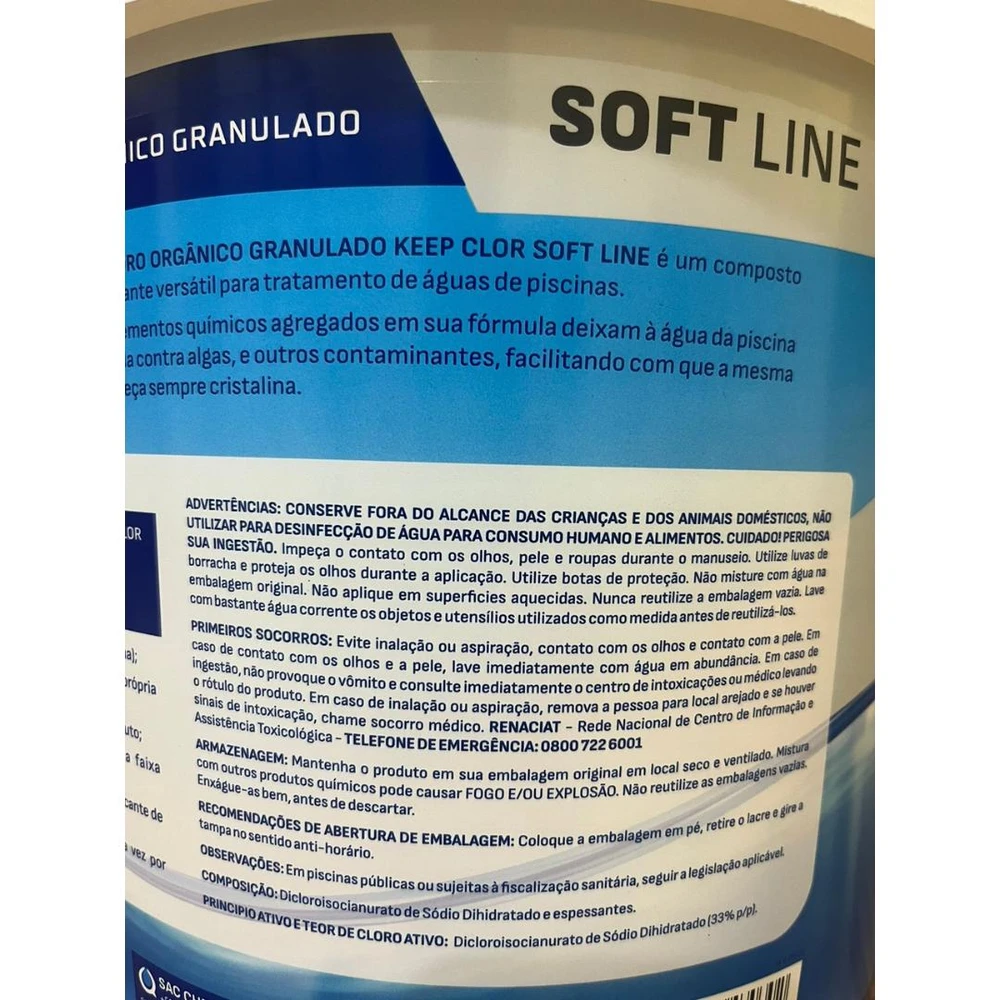 ICO GRANULADO
SOFT LINE
RO ORGÂNICO GRANULADO KEEP CLOR SOFT LINE é um composto
ante versátil para tratamento de águas de piscinas.
ementos químicos agregados em sua fórmula deixam à água da piscina
a contra algas, e outros contaminantes, facilitando com que a mesma
eça sempre cristalina.
LOR
a);
rópria
uto;
a faixa
cante de
vez por
ADVERTÊNCIAS: CONSERVE FORA DO ALCANCE DAS CRIANÇAS E DOS ANIMAIS DOMÉSTICOS, NÃO
UTILIZAR PARA DESINFECÇÃO DE ÁGUA PARA CONSUMO HUMANO E ALIMENTOS. CUIDADO! PERIGOSA
SUA INGESTÃO. Impeça o contato com os olhos, pele e roupas durante o manuseio. Utilize luvas de
borracha e proteja os olhos durante a aplicação. Utilize botas de proteção. Não misture com água na
embalagem original. Não aplique em superfícies aquecidas. Nunca reutilize a embalagem vazia. Lave
com bastante água corrente os objetos e utensílios utilizados como medida antes de reutilizá-los.
PRIMEIROS SOCORROS: Evite inalação ou aspiração, contato com os olhos e contato com a pele. Em
caso de contato com os olhos e a pele, lave imediatamente com água em abundância. Em caso de
ingestão, não provoque o vômito e consulte imediatamente o centro de intoxicações ou médico levando
o rótulo do produto. Em caso de inalação ou aspiração, remova a pessoa para local arejado e se houver
sinais de intoxicação, chame socorro médico. RENACIAT - Rede Nacional de Centro de Informação e
Assistência Toxicológica - TELEFONE DE EMERGÊNCIA: 0800 722 6001
ARMAZENAGEM: Mantenha o produto em sua embalagem original em local seco e ventilado. Mistura
com outros produtos químicos pode causar FOGO E/OU EXPLOSÃO. Não reutilize as embalagens vazias.
Enxágue-as bem, antes de descartar.
RECOMENDAÇÕES DE ABERTURA DE EMBALAGEM: Coloque a embalagem em pé, retire o lacre e gire a
tampa no sentido anti-horário.
OBSERVAÇÕES: Em piscinas públicas ou sujeitas à fiscalização sanitária, seguir a legislação aplicável.
COMPOSIÇÃO: Dicloroisocianurato de Sódio Dihidratado e espessantes.
PRINCIPIO ATIVO E TEOR DE CLORO ATIVO: Dicloroisocianurato de Sódio Dihidratado (33% p/p).
SAC